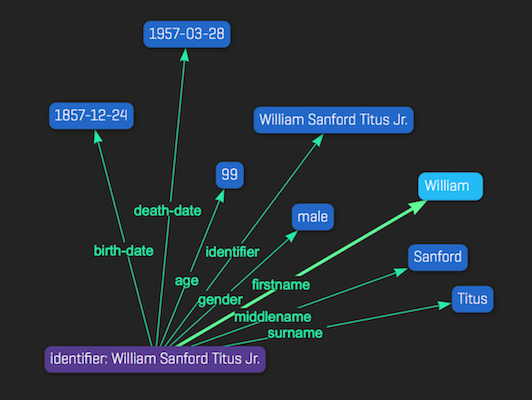 1957-03-28
1857-12-24
William Sanford Titus Jr.
99
William
death-date
male
birth-date
identifier
Sanford
age
firstname
gender
Titus
middlename
surname
identifier: William Sanford Titus Jr.